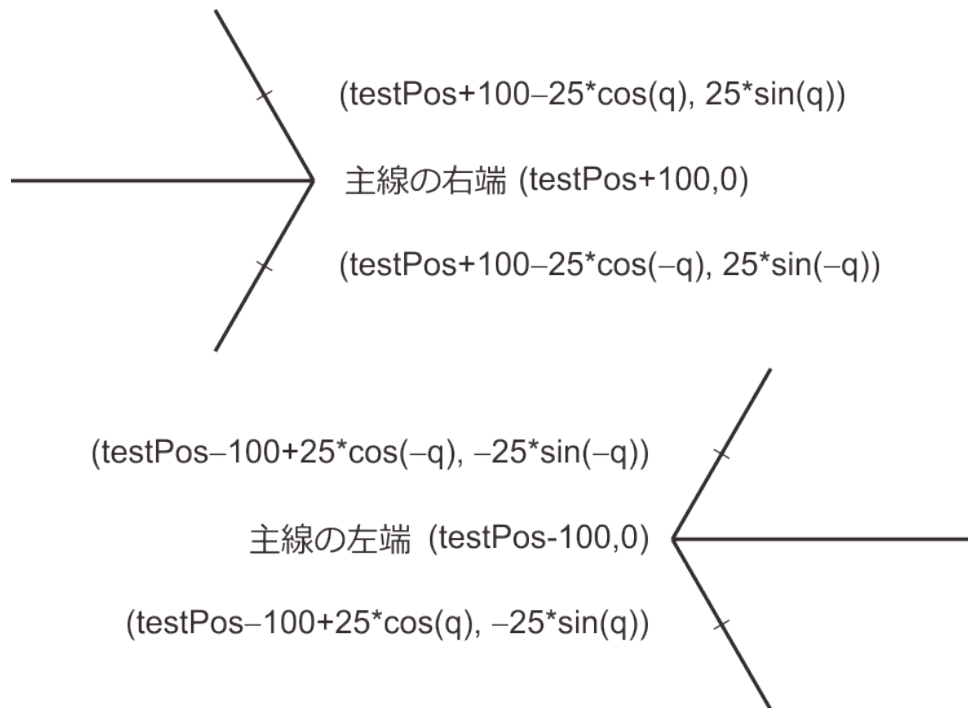 (testPos+100–25*cos(q), 25*sin(q))
主線の右端 (testPos+100,0)
(testPos+100–25*cos(–q), 25*sin(–q))
(testPos–100+25*cos(–q), –25*sin(–q))
主線の左端 (testPos-100,0)
(testPos–100+25*cos(q), –25*sin(q))